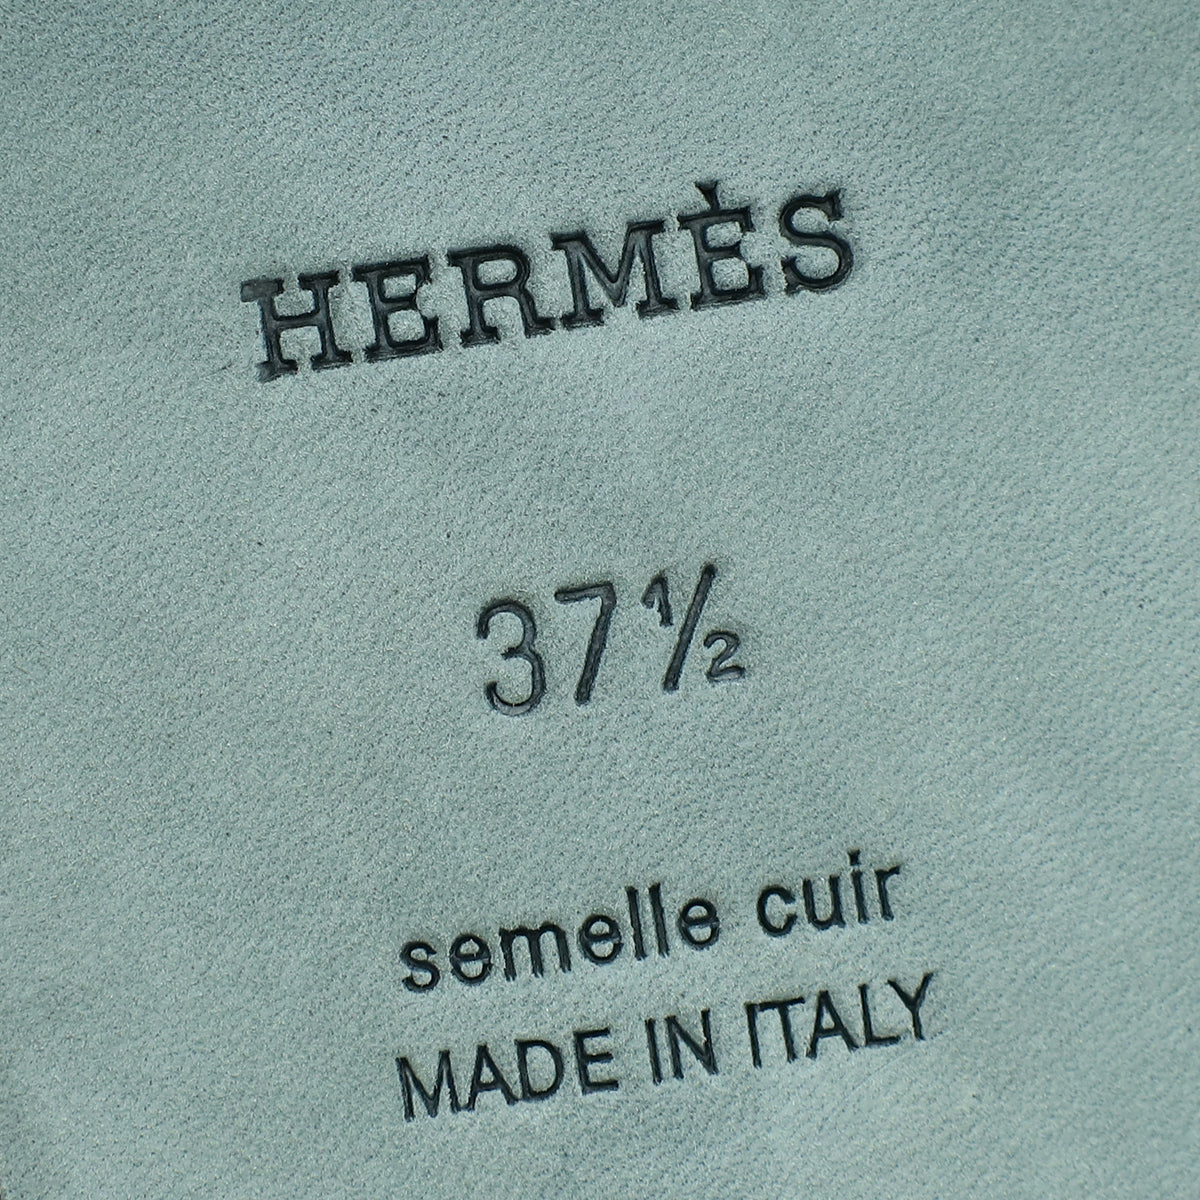 HERMÈS
37½
semelle cuir
MADE IN ITALY